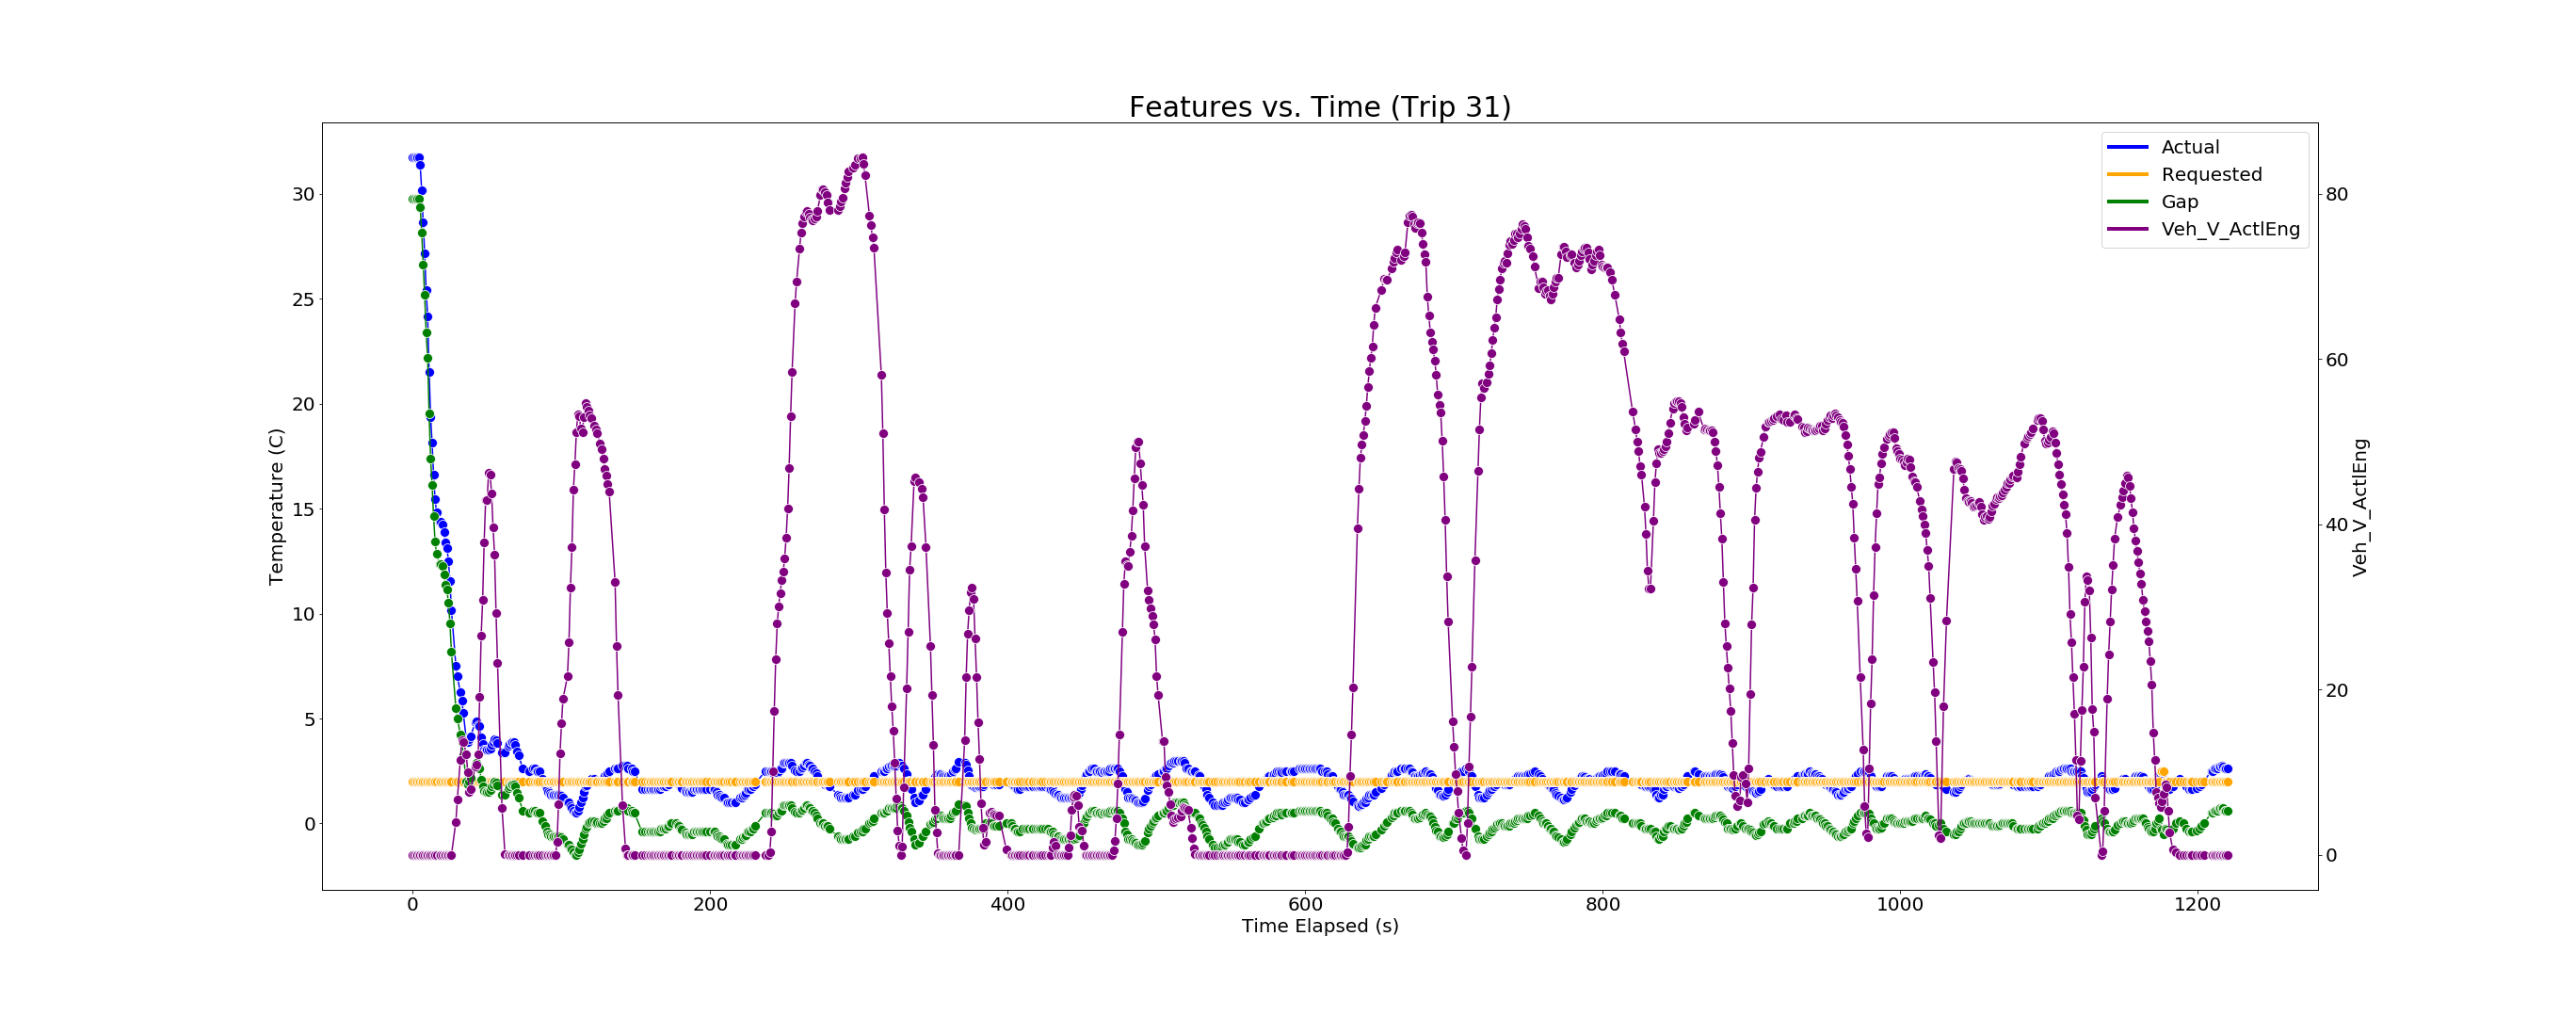 Features vs. Time (Trip 31)
Actual
Requested
Gap
Veh_V_ActlEng
30
25
20
15
10
5
0
Temperature (C)
80
60
40
20
0
Veh_V_ActlEng
0 200 400 600 800 1000 1200
Time Elapsed (s)